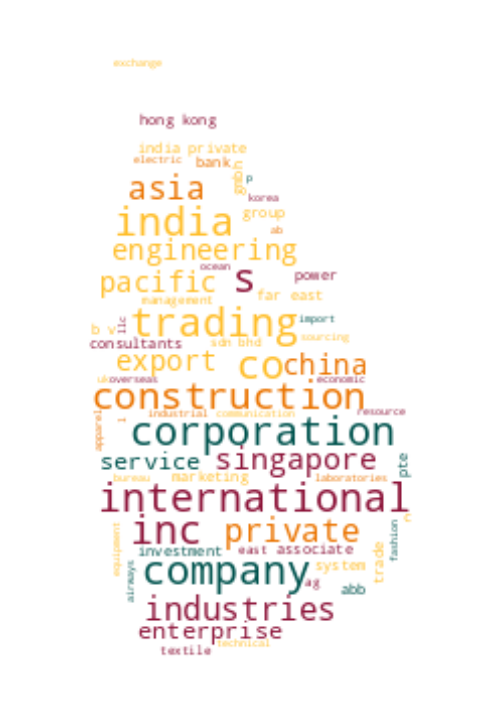 exchange
hong kong
india private
electric bank
gmbh
p
asia
korea
india group
ab
engineering
ocean
pacific s power
management far east
trading import
b v llc
consultants sdn bhd sourcing
export co china
uk overseas economic
construction
apparel l industrial communication resource
corporation
service singapore pte
bureau marketing laboratories
international
inc private n
equipment fashion
investment east associate trade
company system
airways ag abb
industries
enterprise
technical
textile